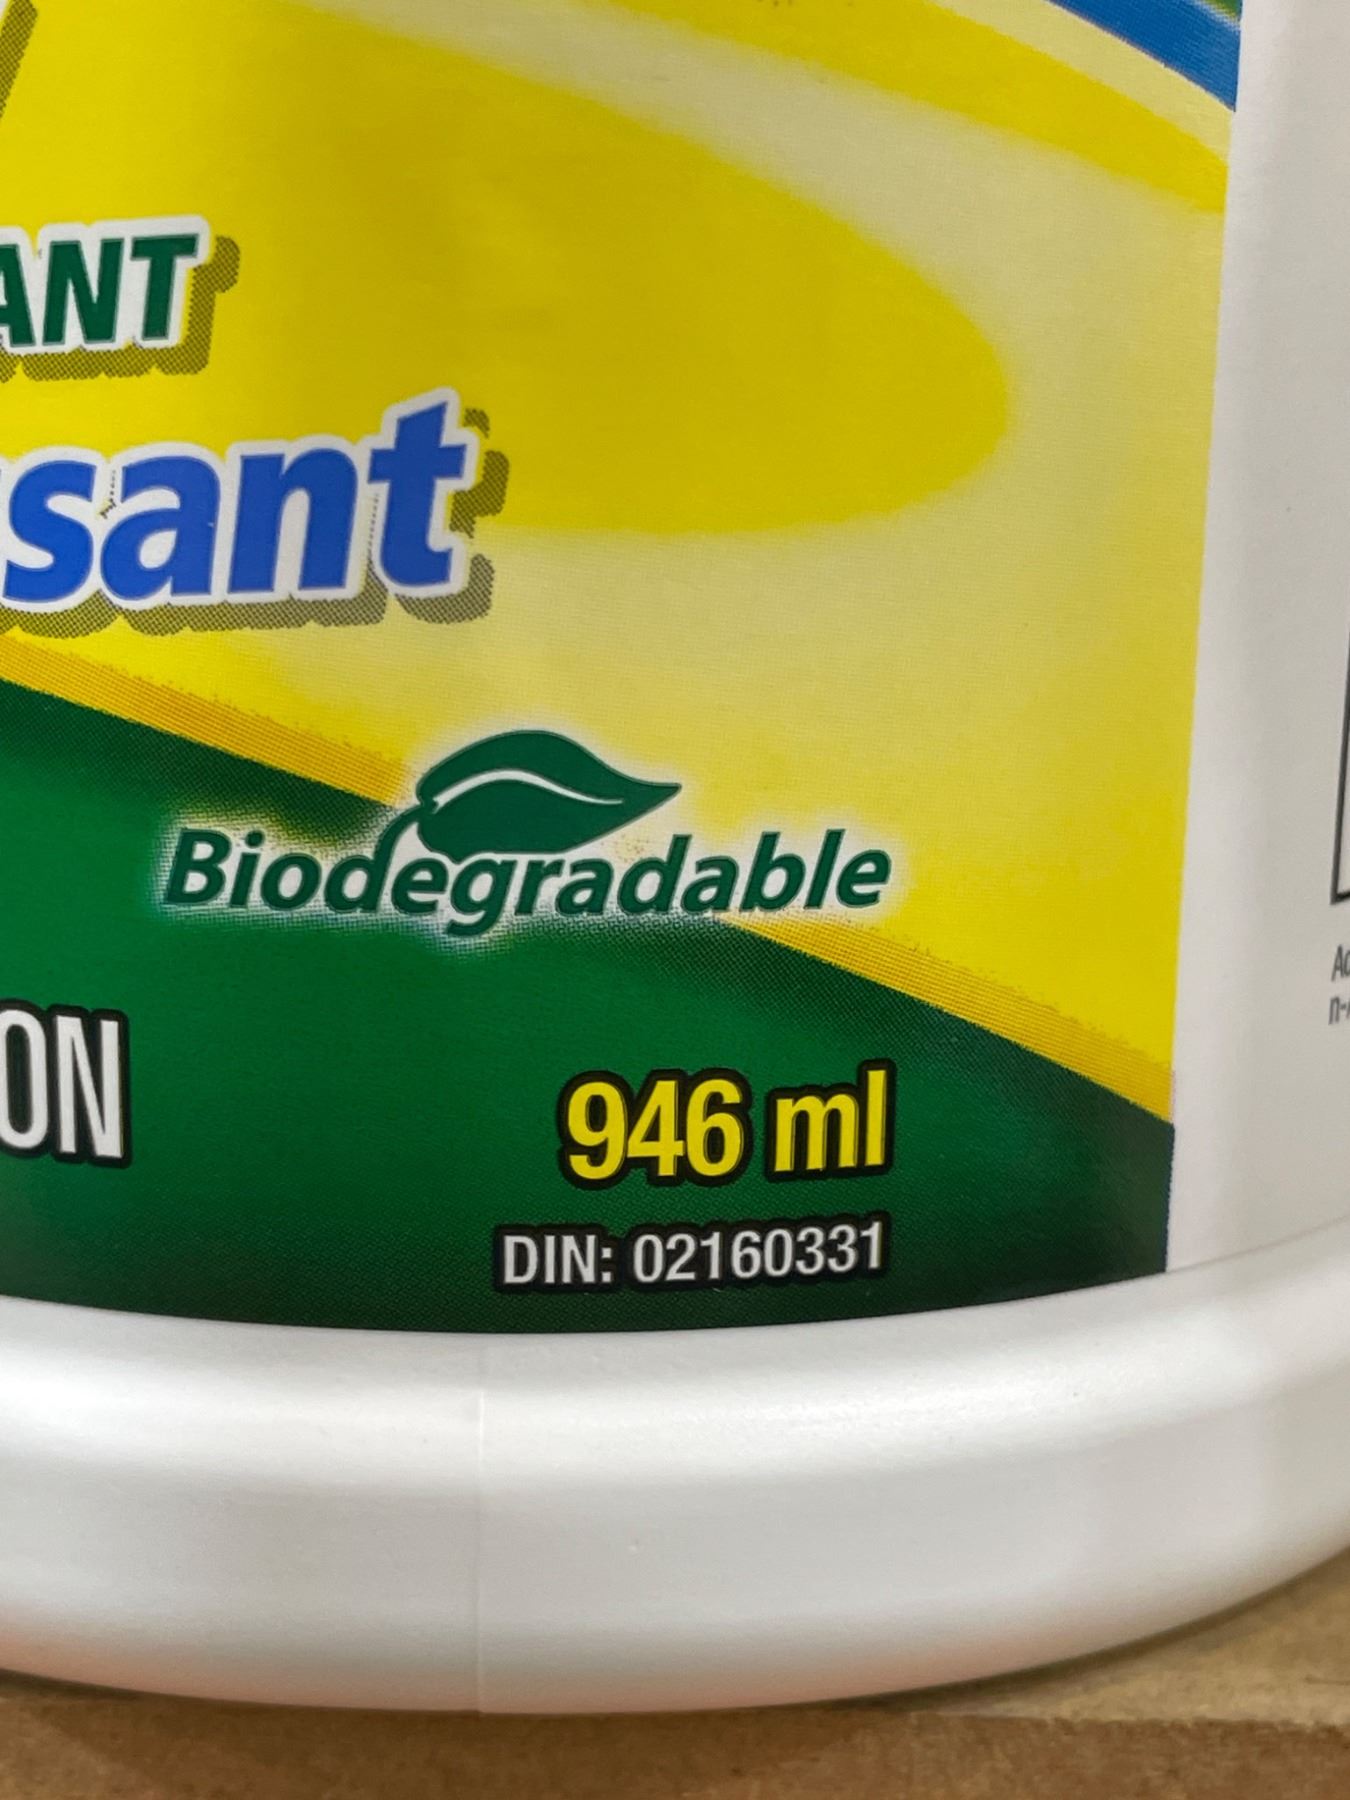 ANT
sant
Biodegradable
ON
946 ml
DIN: 02160331